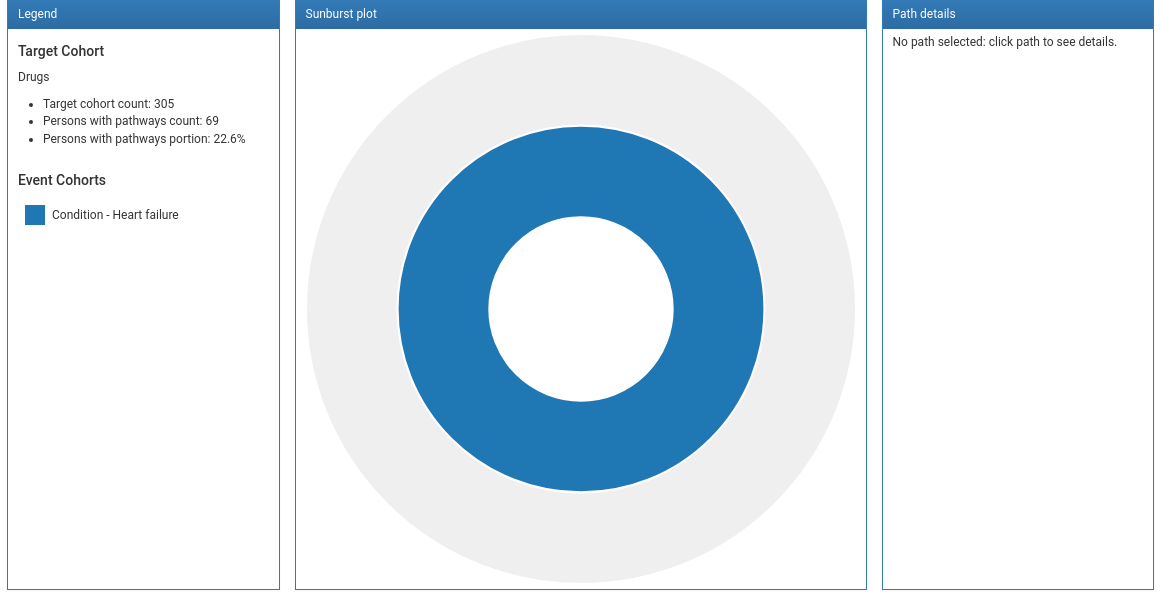 Legend
Target Cohort
Drugs
Target cohort count: 305
Persons with pathways count: 69
Persons with pathways portion: 22.6%
Event Cohorts
Condition - Heart failure
Sunburst plot
Path details
No path selected: click path to see details.